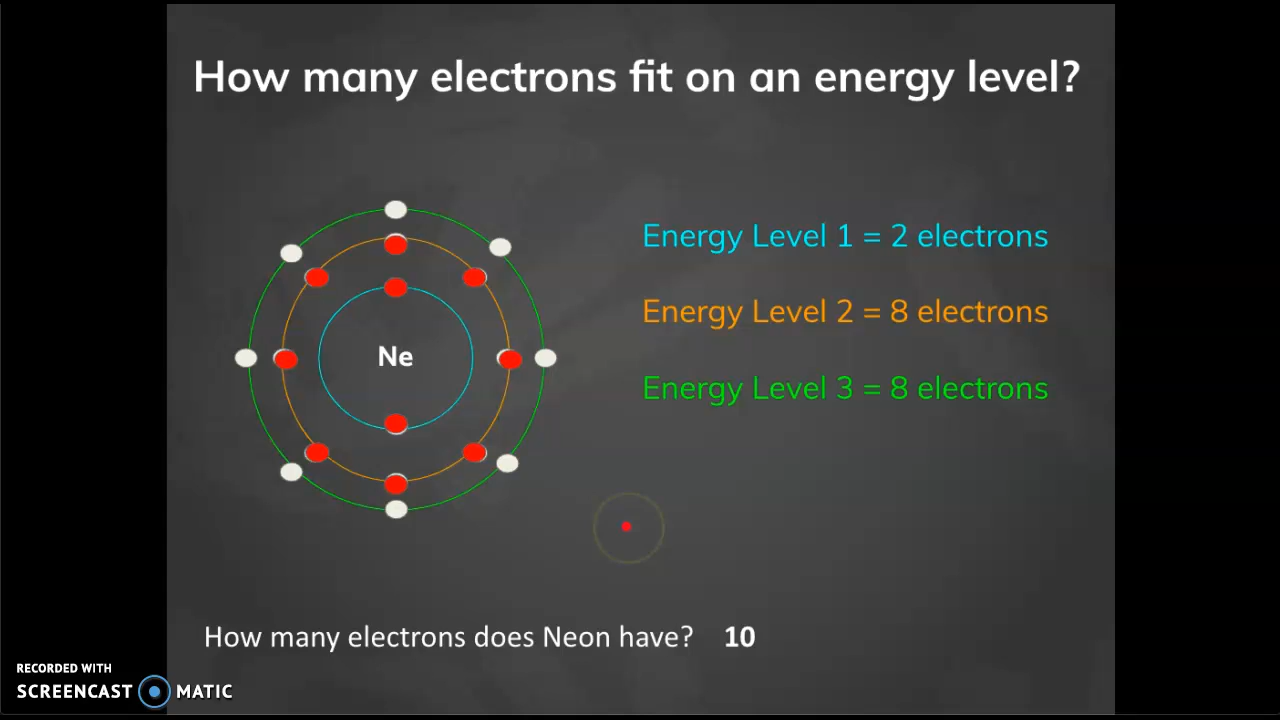 How many electrons fit on an energy level?
Energy Level 1 = 2 electrons
Energy Level 2 = 8 electrons
Energy Level 3 = 8 electrons
Ne
How many electrons does Neon have? 10
RECORDED WITH
SCREENCAST MATIC